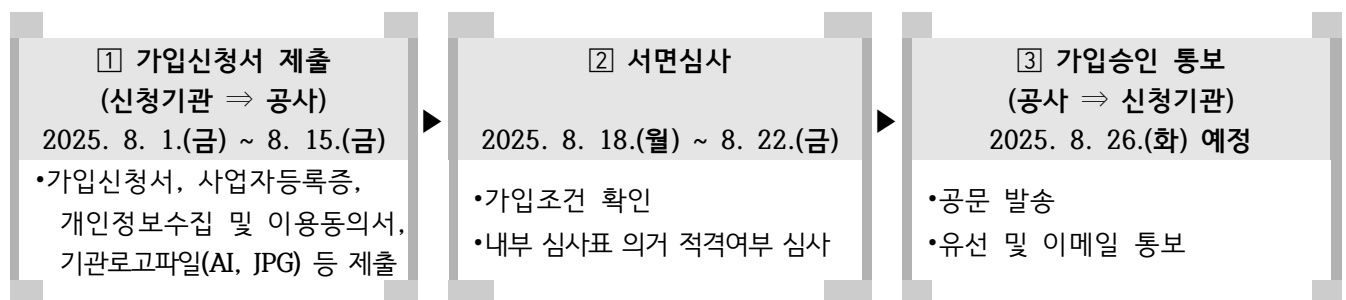 1 가입신청서 제출
(신청기관 ⇒ 공사)
2025. 8. 1.(금) ~ 8. 15.(금)
•가입신청서, 사업자등록증,
개인정보수집 및 이용동의서,
기관로고파일(AI, JPG) 등 제출
▶
2 서면심사
2025. 8. 18.(월) ~ 8. 22.(금)
•가입조건 확인
•내부 심사표 의거 적격여부 심사
▶
3 가입승인 통보
(공사 ⇒ 신청기관)
2025. 8. 26.(화) 예정
•공문 발송
•유선 및 이메일 통보